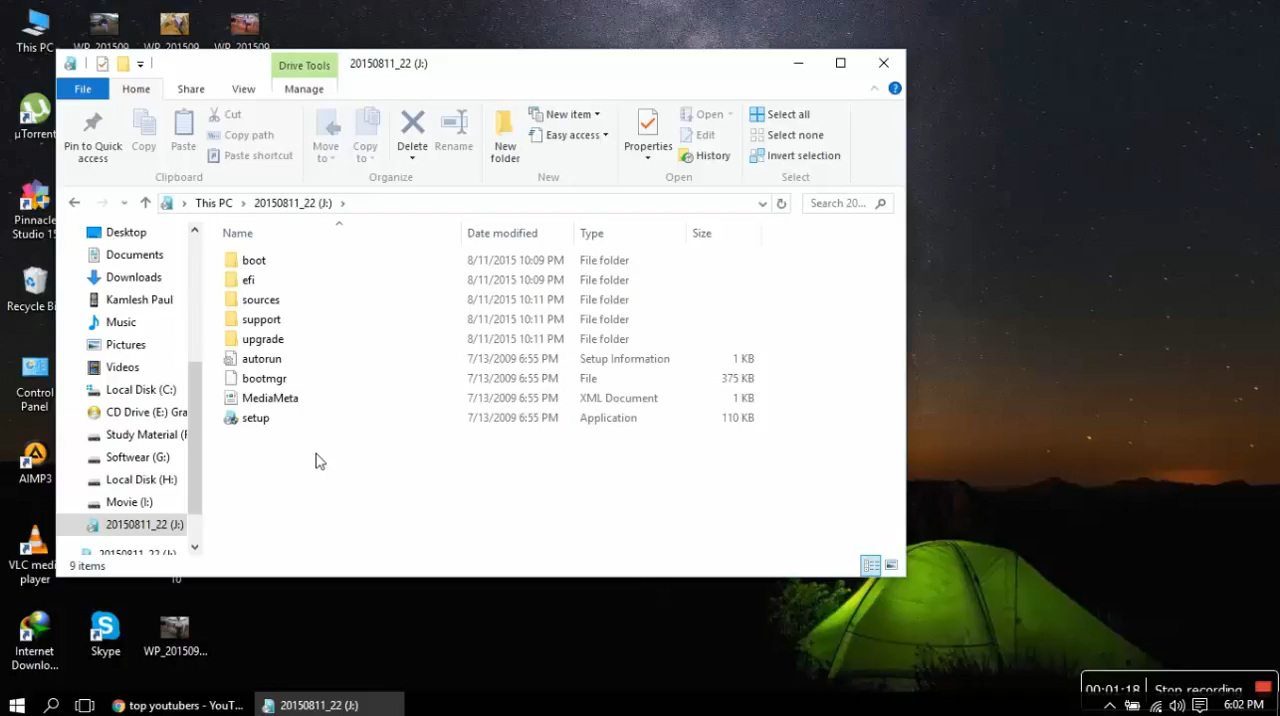 This PC
WP_201509
WP_201509
WP_201509
Drive Tools
20150811_22 (J:)
File
Home
Share
View
Manage
Pin to Quick access
Copy
Paste
Cut
Copy path
Paste shortcut
Clipboard
Move to
Copy to
Delete
Rename
Organize
New folder
New item
Easy access
New
Properties
Open
Edit
History
Open
Select all
Select none
Invert selection
Select
This PC
20150811_22 (J:)
Search 20...
Name
Date modified
Type
Size
boot 8/11/2015 10:09 PM File folder
efi 8/11/2015 10:09 PM File folder
sources 8/11/2015 10:11 PM File folder
support 8/11/2015 10:11 PM File folder
upgrade 8/11/2015 10:11 PM File folder
autorun 7/13/2009 6:55 PM Setup Information 1 KB
bootmgr 7/13/2009 6:55 PM File 375 KB
MediaMeta 7/13/2009 6:55 PM XML Document 1 KB
setup 7/13/2009 6:55 PM Application 110 KB
Desktop
Documents
Downloads
Kamlesh Paul
Music
Pictures
Videos
Local Disk (C:)
CD Drive (E:) Gra
Study Material (F
Softwear (G:)
Local Disk (H:)
Movie (I:)
20150811_22 (J:)
20150811_22 (J:)
9 items
µTorrent
Pinnacle
Studio 15
Recycle Bi
Control
Panel
AIMP3
VLC media
player
10
Internet
Downlo...
Skype
WP_201509...
00:01:18
Stop recording
top youtubers - YouT...
20150811_22 (J:)
6:02 PM